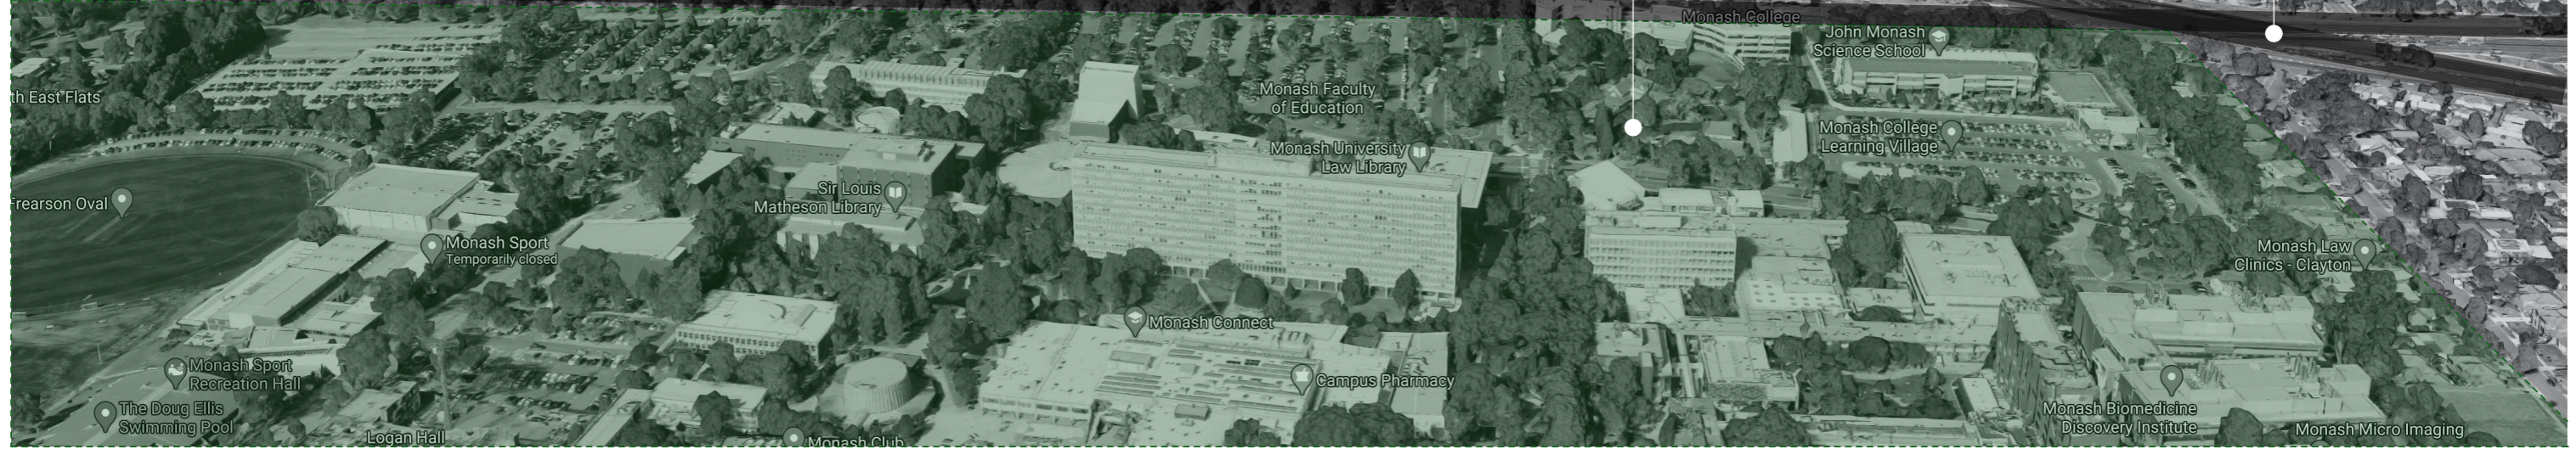 Monash College
John Monash
Science School
th East Flats
Monash Faculty
of Education
Monash College
Learning Village
Monash University
Law Library
Sir Louis
Matheson Library
Frearson Oval
Monash Sport
Temporarily closed
Monash Law
Clinics - Clayton
Monash Connect
Monash Sport
Recreation Hall
Campus Pharmacy
The Doug Ellis
Swimming Pool
Monash Biomedicine
Discovery Institute
Monash Micro Imaging
Logan Hall
Monash Club